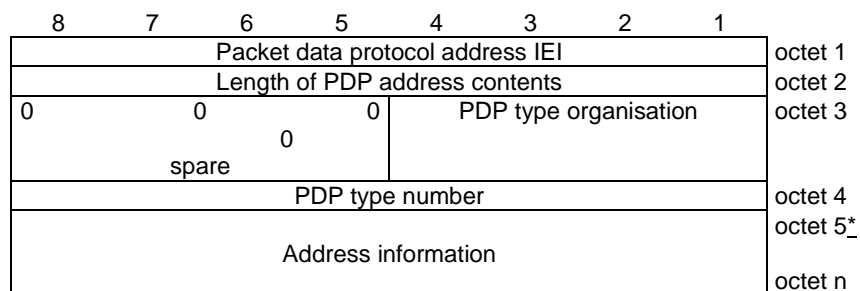 8 7 6 5 4 3 2 1
Packet data protocol address IEI octet 1
Length of PDP address contents octet 2
0 0 0 PDP type organisation octet 3
0
spare
PDP type number octet 4
octet 5*
Address information
octet n